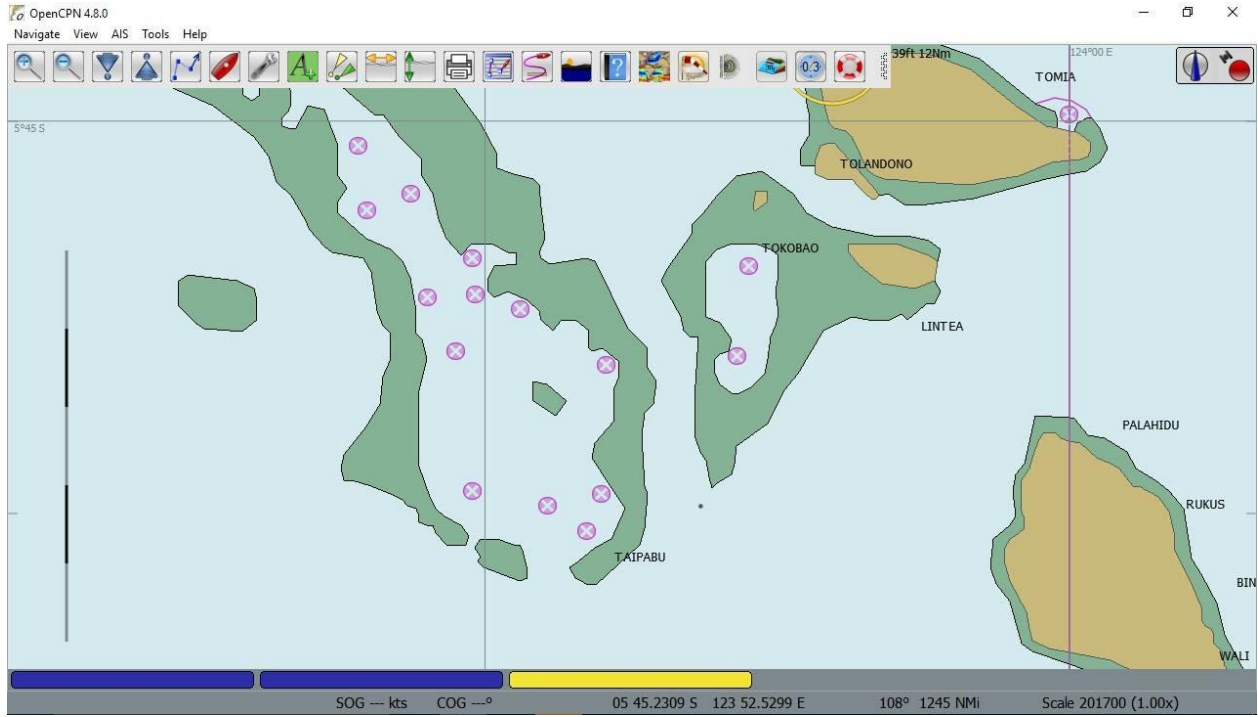 OpenCPN 4.8.0
Navigate View AIS Tools Help
39ft 12Nm
124°00 E
TOMIA
5°45 S
TOLANDONO
TOKOBAO
LINTEA
PALAHIDU
RUKUS
TAIPABU
BIN
WALI
SOG --- kts COG ---° 05 45.2309 S 123 52.5299 E 108° 1245 NMi Scale 201700 (1.00x)